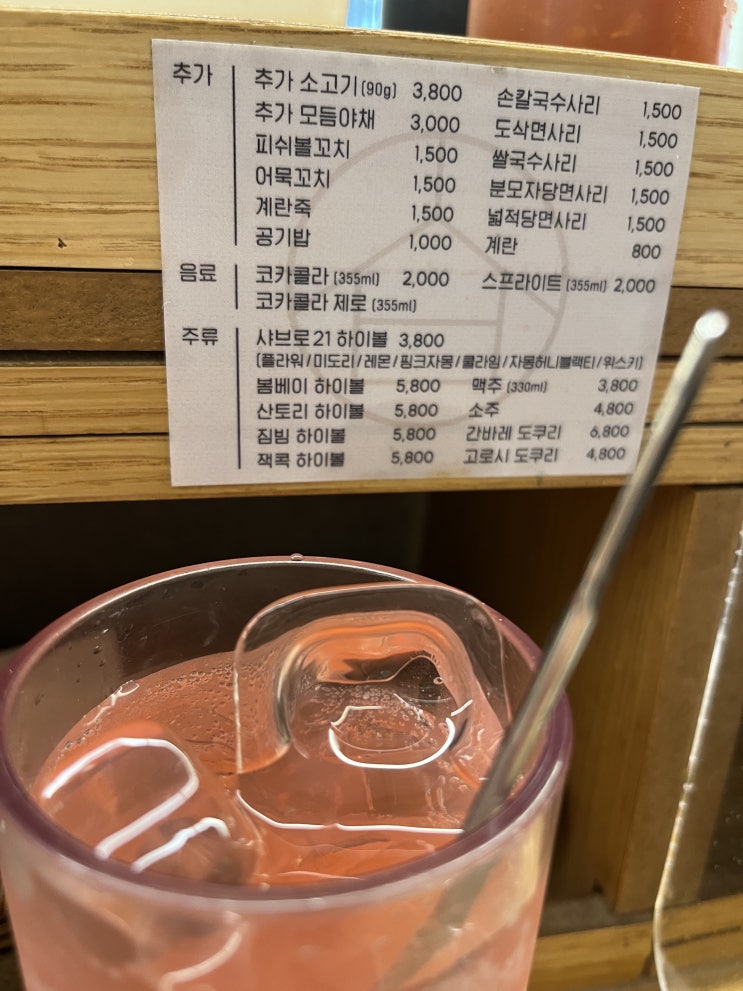 추가
추가 소고기 (90g) 3,800
추가 모듬야채 3,000
피쉬볼꼬치 1,500
어묵꼬치 1,500
계란죽 1,500
공기밥 1,000
손칼국수사리 1,500
도삭면사리 1,500
쌀국수사리 1,500
분모자당면사리 1,500
넓적당면사리 1,500
계란 800
음료
코카콜라 (355ml) 2,000
스프라이트 (355ml) 2,000
코카콜라 제로 (355ml)
주류
샤브로21 하이볼 3,800
(플라워/미도리/레몬/핑크자몽/쿨라임/자몽허니블랙티/위스키)
봄베이 하이볼 5,800
산토리 하이볼 5,800
짐빔 하이볼 5,800
잭콕 하이볼 5,800
맥주 (330ml) 3,800
소주 4,800
간바레 도쿠리 6,800
고로시 도쿠리 4,800